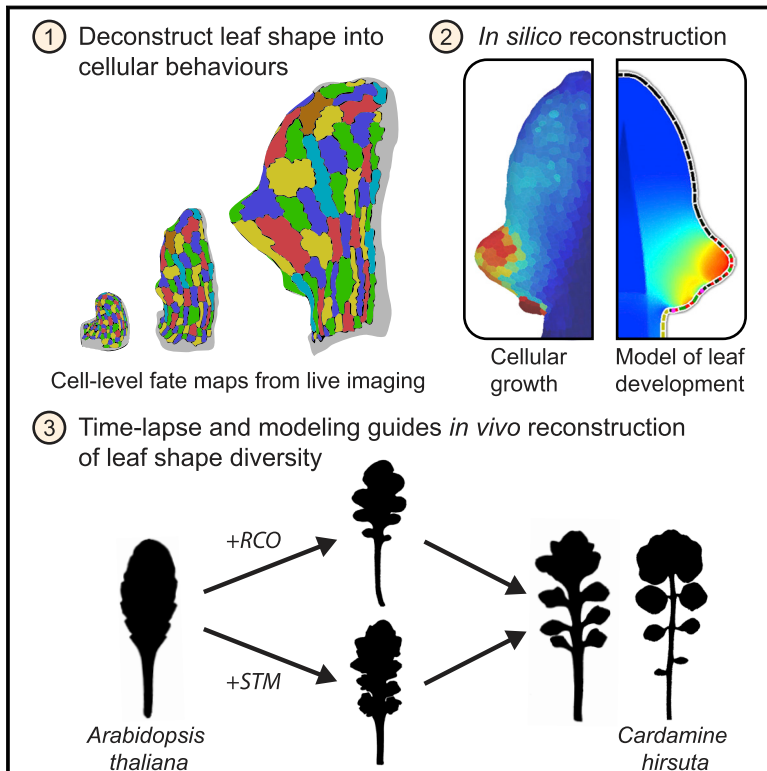 1 Deconstruct leaf shape into
cellular behaviours
2 In silico reconstruction
Cell-level fate maps from live imaging
Cellular
growth
Model of leaf
development
3 Time-lapse and modeling guides in vivo reconstruction
of leaf shape diversity
+RCO
+STM
Arabidopsis
thaliana
Cardamine
hirsuta